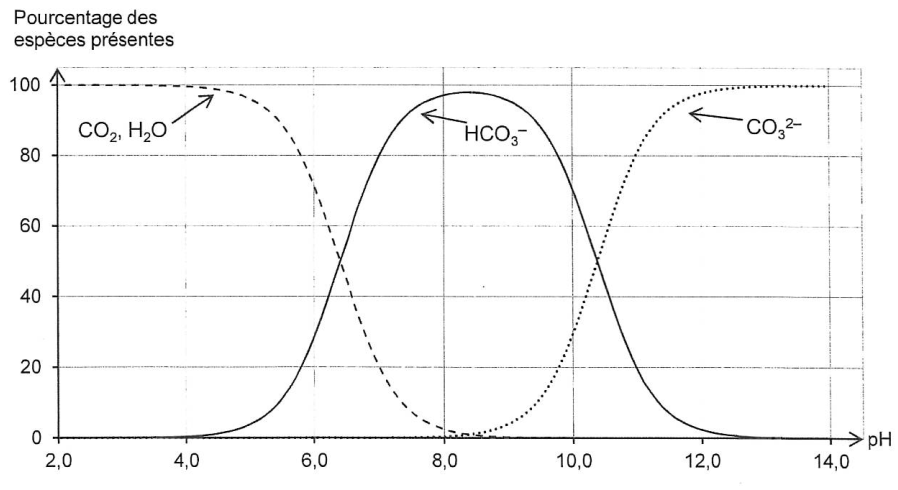 Pourcentage des
espèces présentes
100
80
60
40
20
0
CO₂, H₂O
HCO₃⁻
CO₃²⁻
2,0 4,0 6,0 8,0 10,0 12,0 14,0
pH